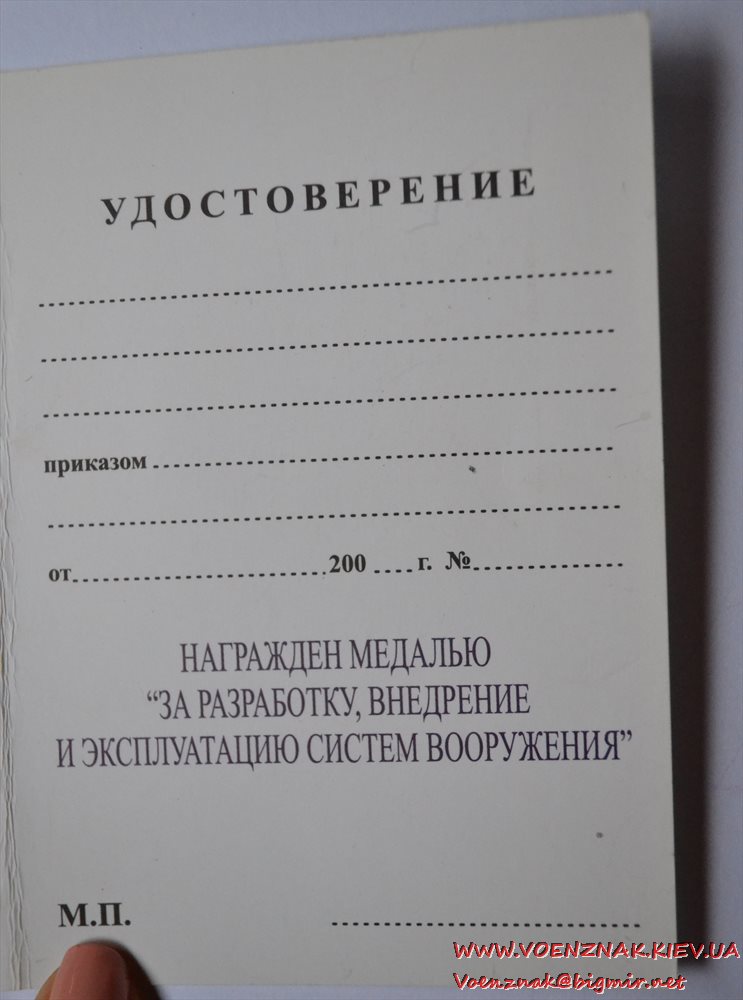 УДОСТОВЕРЕНИЕ
приказом
от 200 г. №
НАГРАЖДЕН МЕДАЛЬЮ
“ЗА РАЗРАБОТКУ, ВНЕДРЕНИЕ
И ЭКСПЛУАТАЦИЮ СИСТЕМ ВООРУЖЕНИЯ”
М.П.
WWW.VOENZNAK.KIEV.UA
Voenznak@bigmir.net